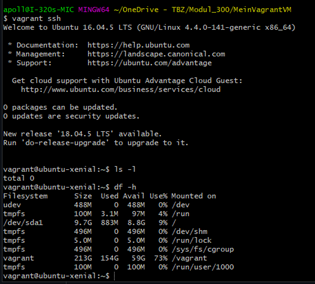 apoll@I-320s-MIC MINGW64 ~/OneDrive - TBZ/Modul_300/MeinVagrantVM
$ vagrant ssh
Welcome to Ubuntu 16.04.5 LTS (GNU/Linux 4.4.0-141-generic x86_64)
* Documentation: https://help.ubuntu.com
* Management: https://landscape.canonical.com
* Support: https://ubuntu.com/advantage
Get cloud support with Ubuntu Advantage Cloud Guest:
http://www.ubuntu.com/business/services/cloud
0 packages can be updated.
0 updates are security updates.
New release '18.04.5 LTS' available.
Run 'do-release-upgrade' to upgrade to it.
vagrant@ubuntu-xenial:~$ ls -l
total 0
vagrant@ubuntu-xenial:~$ df -h
Filesystem Size Used Avail Use% Mounted on
udev 488M 0 488M 0% /dev
tmpfs 100M 3.1M 97M 4% /run
/dev/sda1 9.7G 883M 8.8G 9% /
tmpfs 496M 0 496M 0% /dev/shm
tmpfs 5.0M 0 5.0M 0% /run/lock
tmpfs 496M 0 496M 0% /sys/fs/cgroup
vagrant 213G 154G 59G 73% /vagrant
tmpfs 100M 0 100M 0% /run/user/1000
vagrant@ubuntu-xenial:~$